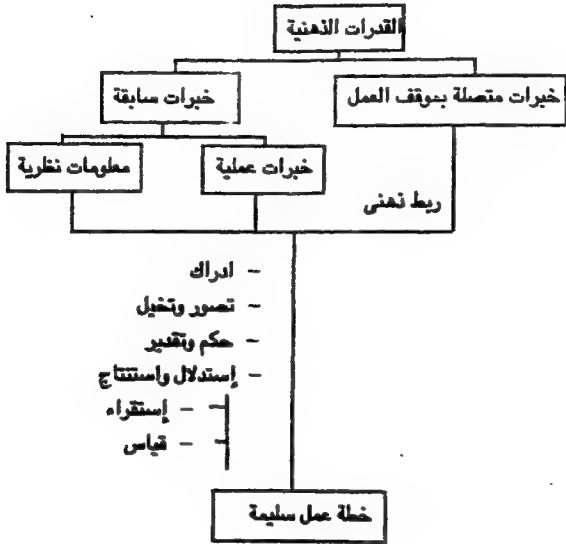 القدرات الذهنية
خبرات متصلة بموقف العمل
خبرات سابقة
خبرات عملية
معلومات نظرية
ربط ذهنى
– ادراك
– تصور وتخيل
– حكم وتقدير
– إستدلال واستنتاج
– إستقراء
– قياس
خطة عمل سليمة